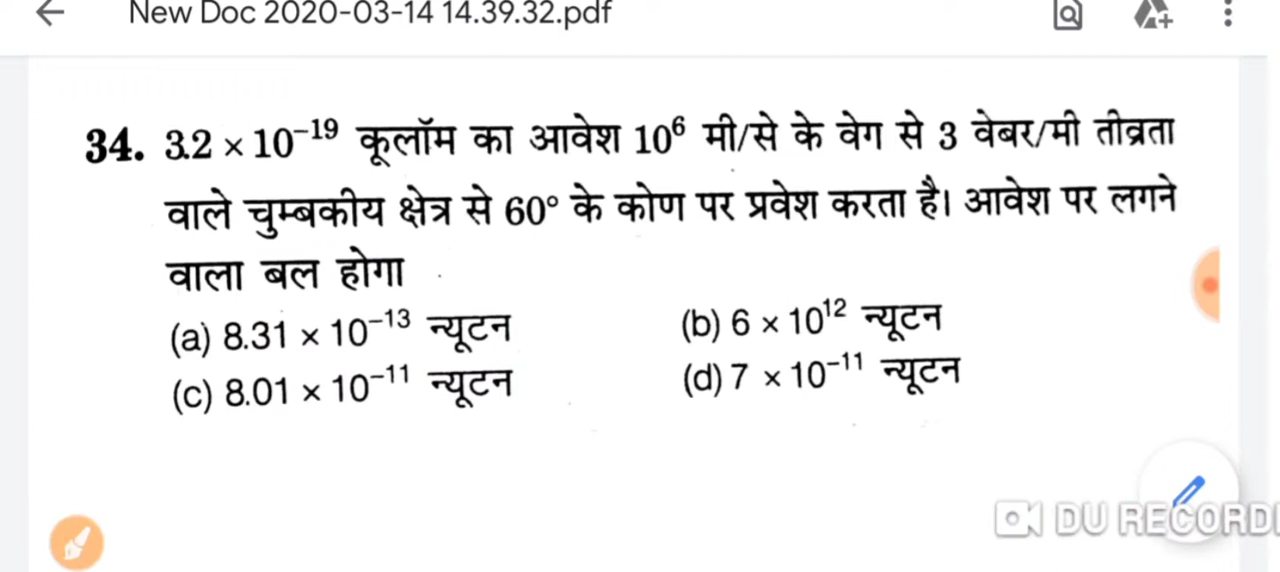 New Doc 2020-03-14 14.39.32.pdf
34. 3.2 × 10⁻¹⁹ कूलॉम का आवेश 10⁶ मी/से के वेग से 3 वेबर/मी तीव्रता
वाले चुम्बकीय क्षेत्र से 60° के कोण पर प्रवेश करता है। आवेश पर लगने
वाला बल होगा
(a) 8.31 × 10⁻¹³ न्यूटन (b) 6 × 10¹² न्यूटन
(c) 8.01 × 10⁻¹¹ न्यूटन (d) 7 × 10⁻¹¹ न्यूटन
DU RECORD